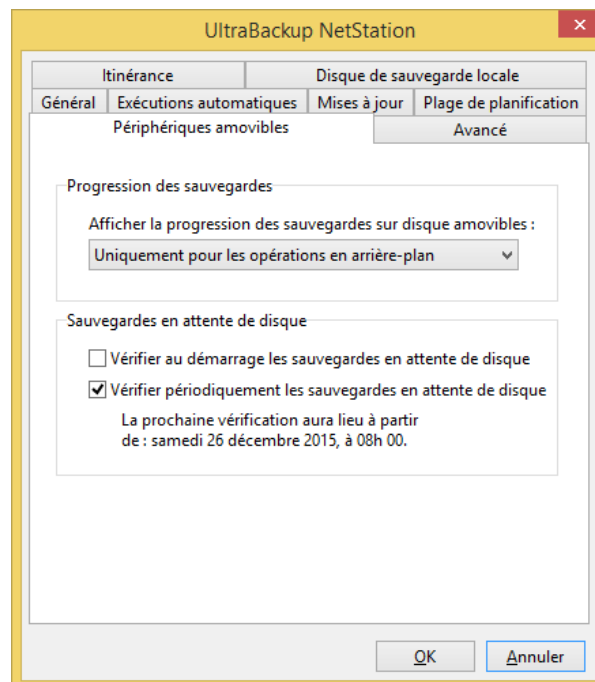 UltraBackup NetStation
Itinérance
Disque de sauvegarde locale
Général
Exécutions automatiques
Mises à jour
Plage de planification
Périphériques amovibles
Avancé
Progression des sauvegardes
Afficher la progression des sauvegardes sur disque amovibles :
Uniquement pour les opérations en arrière-plan
Sauvegardes en attente de disque
Vérifier au démarrage les sauvegardes en attente de disque
Vérifier périodiquement les sauvegardes en attente de disque
La prochaine vérification aura lieu à partir
de : samedi 26 décembre 2015, à 08h 00.
OK
Annuler